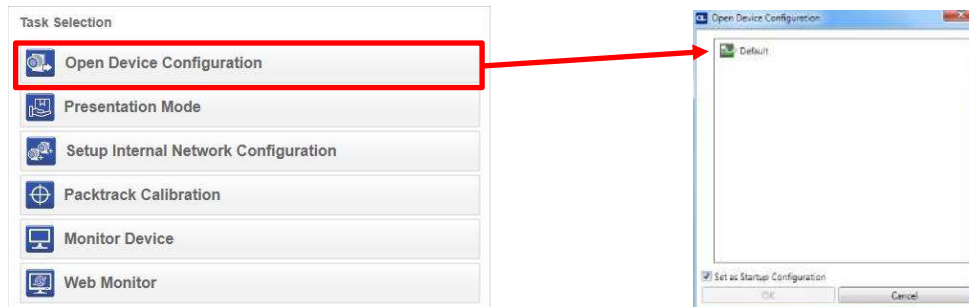 Task Selection
Open Device Configuration
Presentation Mode
Setup Internal Network Configuration
Packtrack Calibration
Monitor Device
Web Monitor
Open Device Configuration
Default
Set as Startup Configuration
OK Cancel